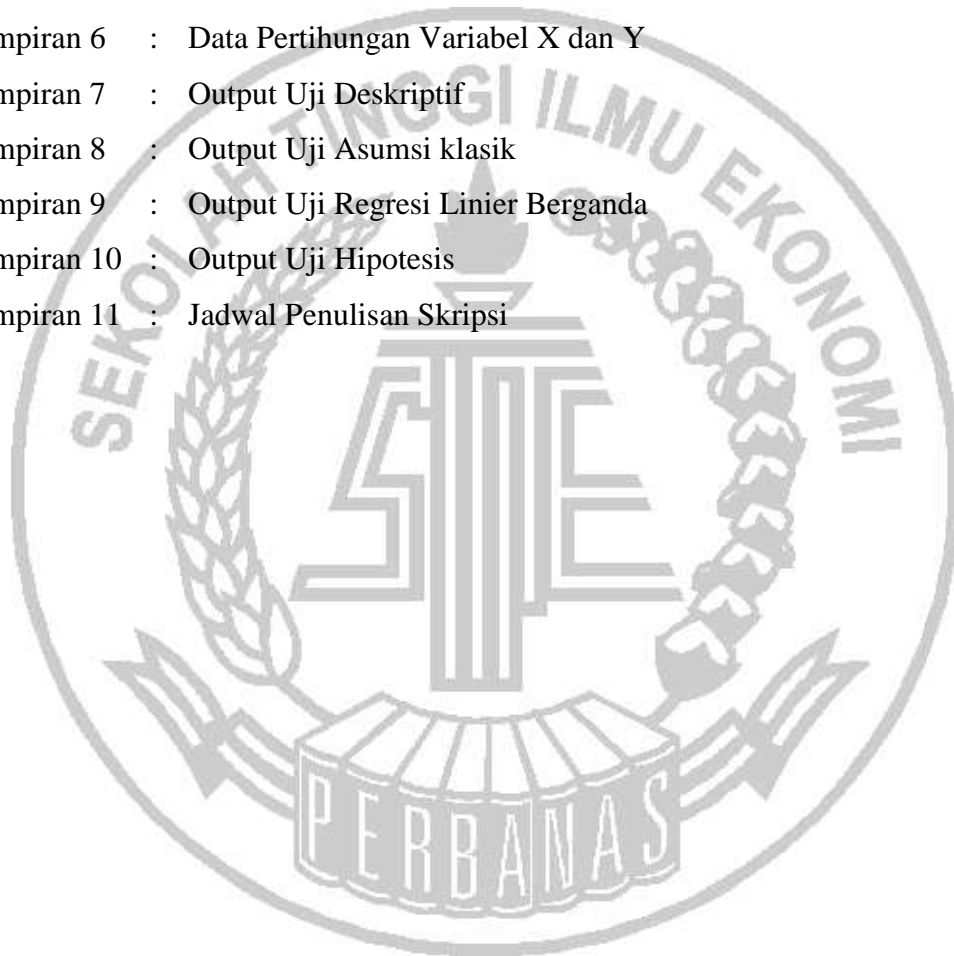 mpiran 6 : Data Pertihungan Variabel X dan Y
mpiran 7 : Output Uji Deskriptif
mpiran 8 : Output Uji Asumsi klasik
mpiran 9 : Output Uji Regresi Linier Berganda
mpiran 10 : Output Uji Hipotesis
mpiran 11 : Jadwal Penulisan Skripsi
SEKOLAH TINGGI ILMU EKONOMI
STIE
PERBANAS